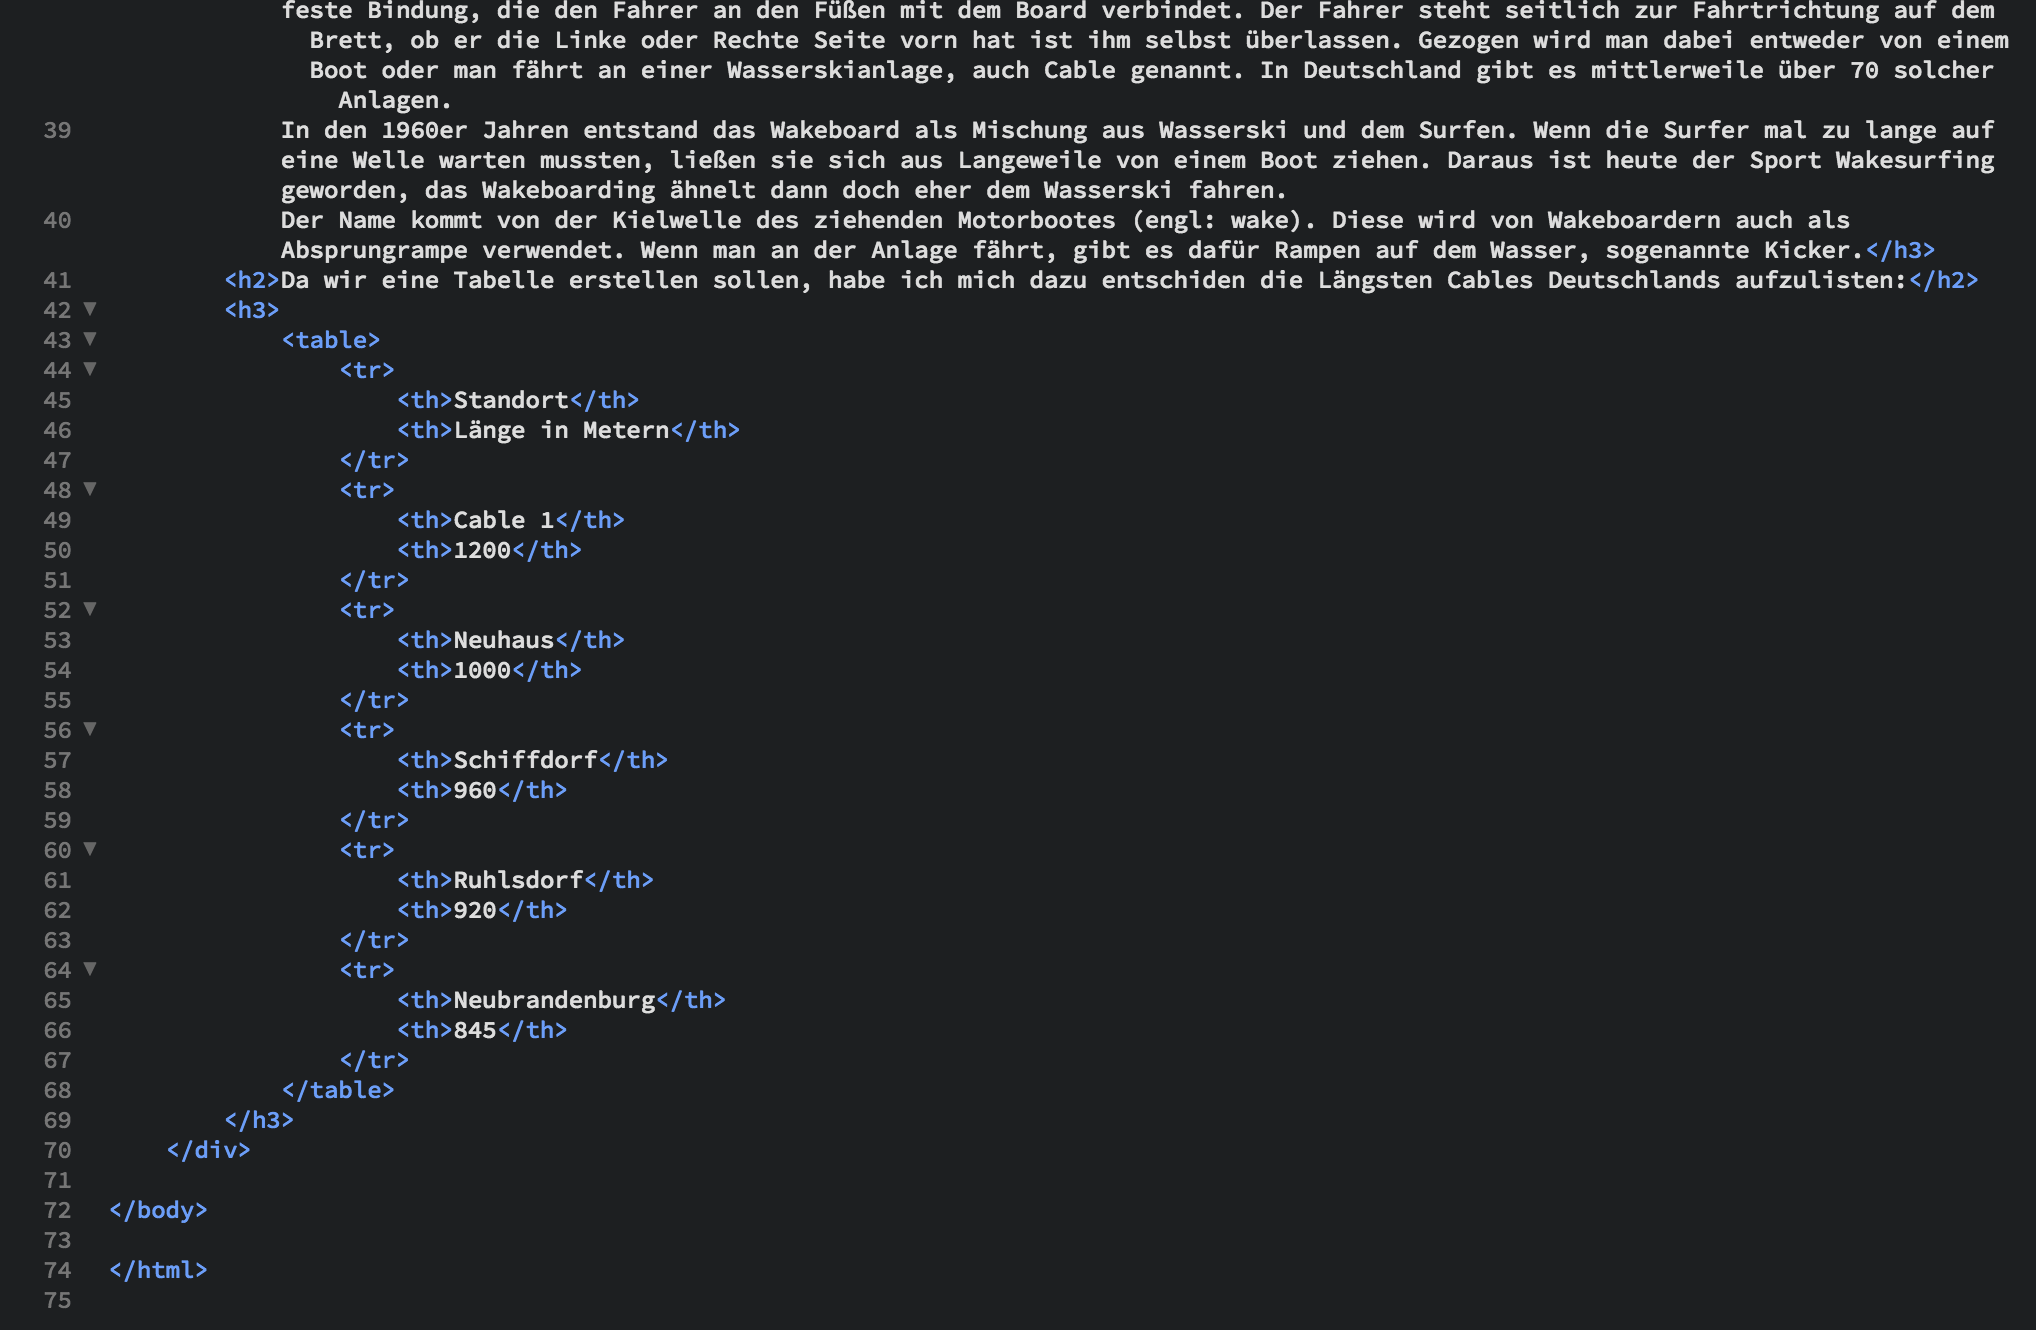 feste Bindung, die den Fahrer an den Füßen mit dem Board verbindet. Der Fahrer steht seitlich zur Fahrtrichtung auf dem
Brett, ob er die Linke oder Rechte Seite vorn hat ist ihm selbst überlassen. Gezogen wird man dabei entweder von einem
Boot oder man fährt an einer Wasserskianlage, auch Cable genannt. In Deutschland gibt es mittlerweile über 70 solcher
Anlagen.
39 In den 1960er Jahren entstand das Wakeboard als Mischung aus Wasserski und dem Surfen. Wenn die Surfer mal zu lange auf
eine Welle warten mussten, ließen sie sich aus Langeweile von einem Boot ziehen. Daraus ist heute der Sport Wakesurfing
geworden, das Wakeboarding ähnelt dann doch eher dem Wasserski fahren.
40 Der Name kommt von der Kielwelle des ziehenden Motorbootes (engl: wake). Diese wird von Wakeboardern auch als
Absprungrampe verwendet. Wenn man an der Anlage fährt, gibt es dafür Rampen auf dem Wasser, sogenannte Kicker.</h3>
41 <h2>Da wir eine Tabelle erstellen sollen, habe ich mich dazu entschiden die Längsten Cables Deutschlands aufzulisten:</h2>
42 ▼ <h3>
43 ▼ <table>
44 ▼ <tr>
45 <th>Standort</th>
46 <th>Länge in Metern</th>
47 </tr>
48 ▼ <tr>
49 <th>Cable 1</th>
50 <th>1200</th>
51 </tr>
52 ▼ <tr>
53 <th>Neuhaus</th>
54 <th>1000</th>
55 </tr>
56 ▼ <tr>
57 <th>Schiffdorf</th>
58 <th>960</th>
59 </tr>
60 ▼ <tr>
61 <th>Ruhlsdorf</th>
62 <th>920</th>
63 </tr>
64 ▼ <tr>
65 <th>Neubrandenburg</th>
66 <th>845</th>
67 </tr>
68 </table>
69 </h3>
70 </div>
71
72 </body>
73
74 </html>
75